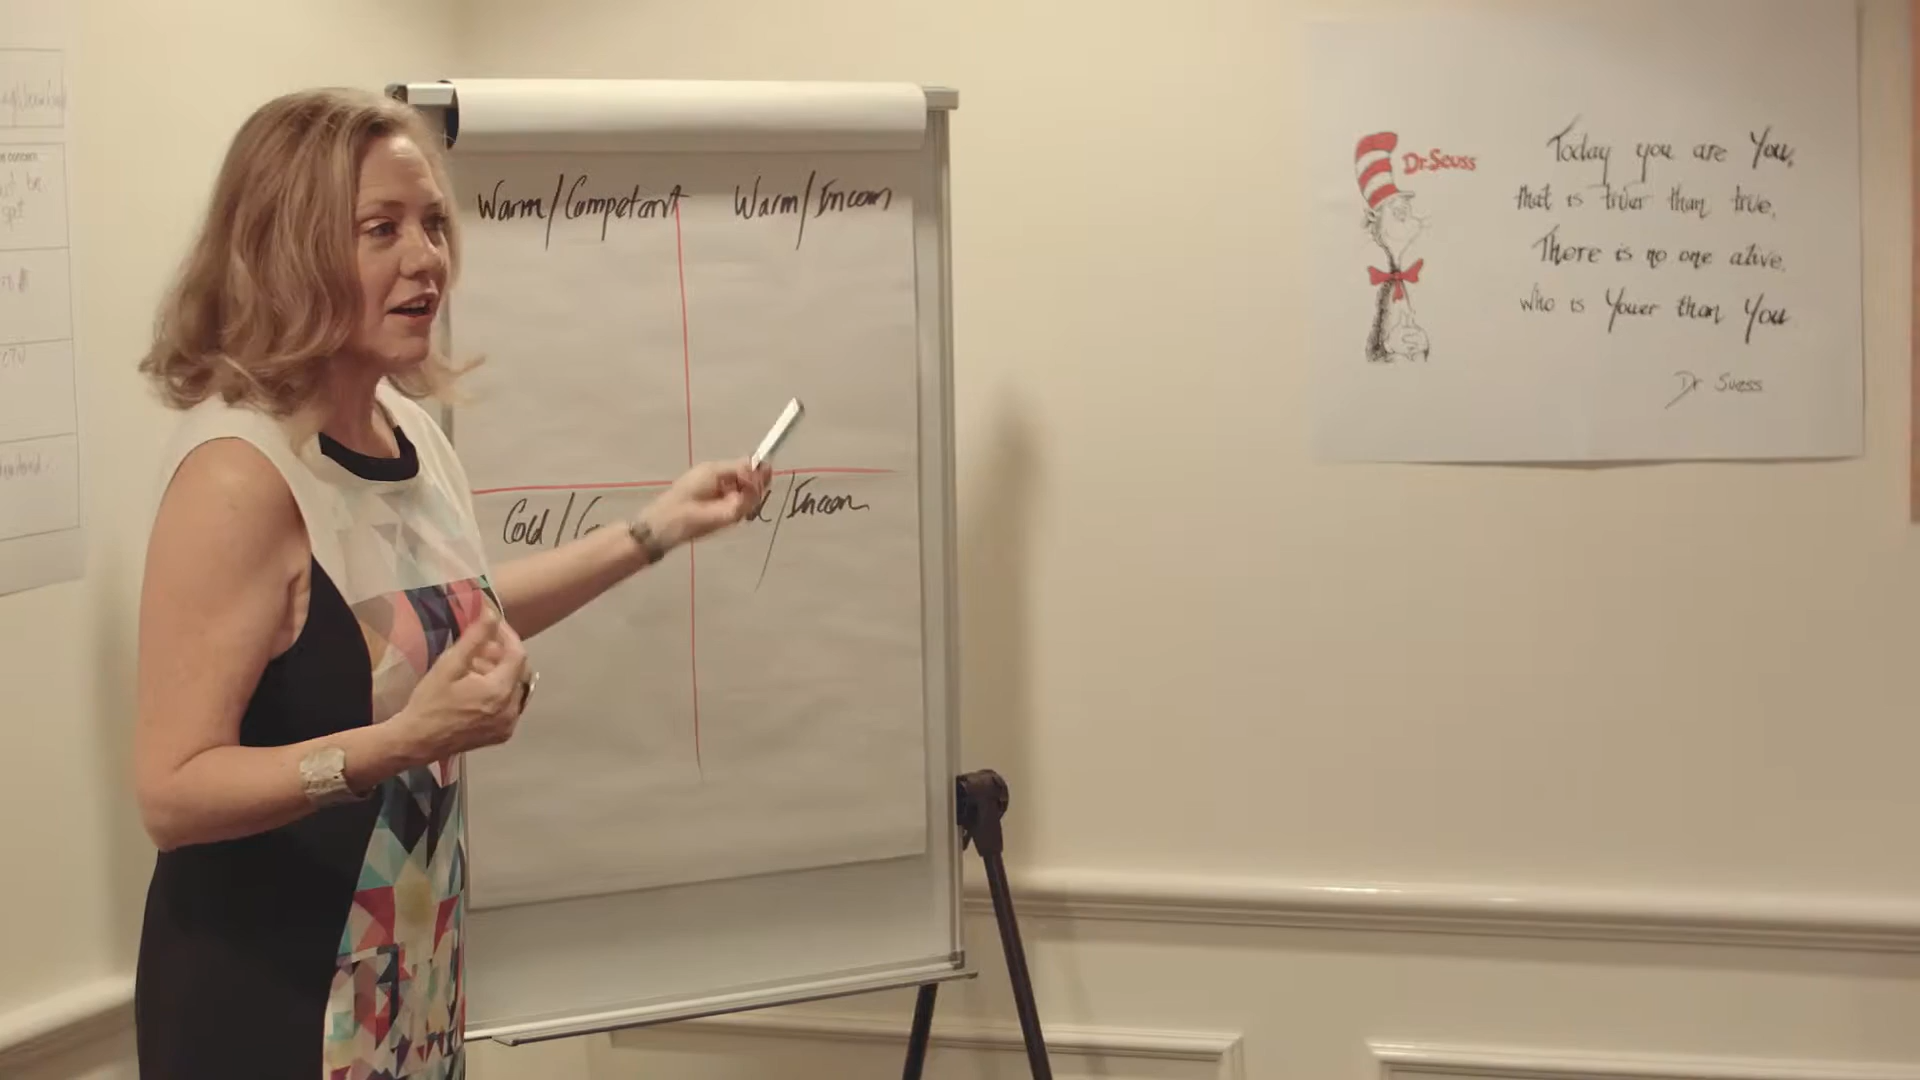 Warm/Competant
Warm/Incom
Cold/
/Incom
Dr. Seuss
Today you are You,
that is truer than true,
There is no one alive,
who is Youer than You
Dr Suess